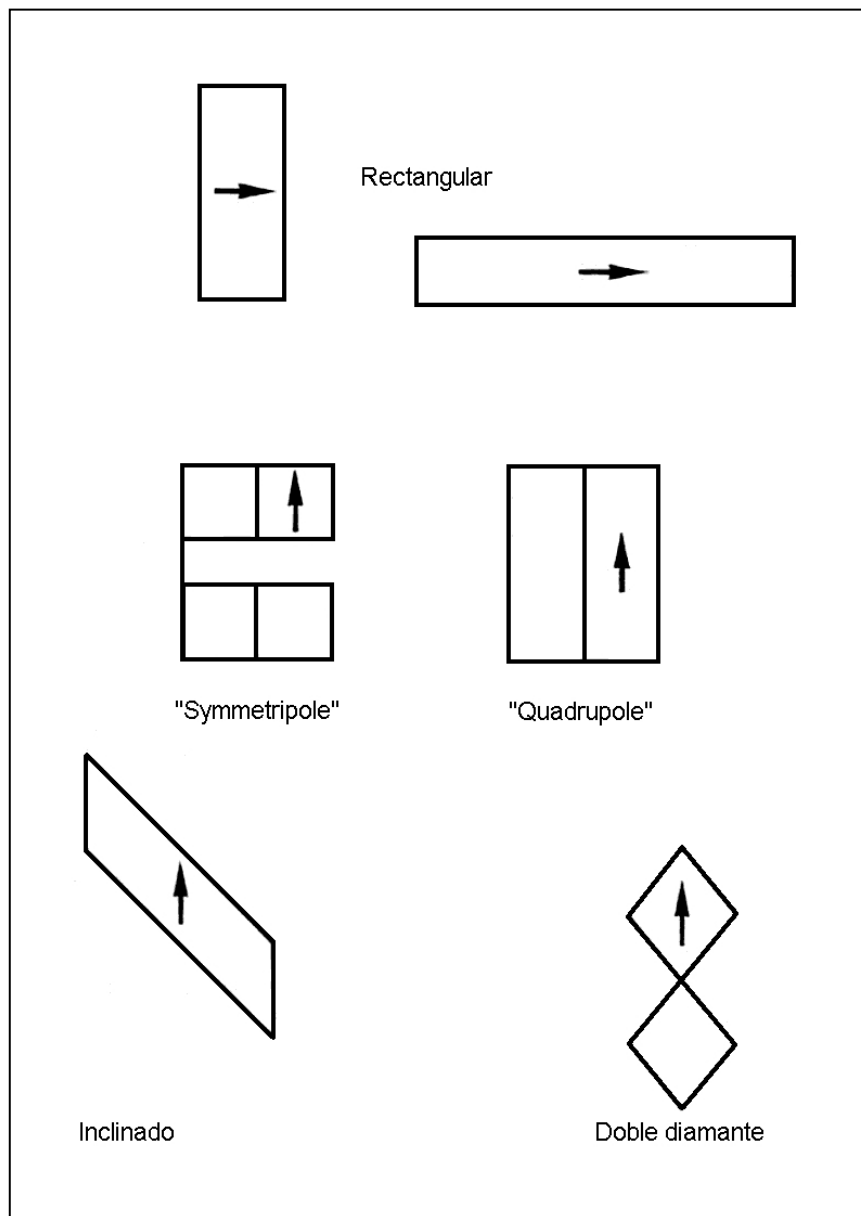 Rectangular
"Symmetripole"
"Quadrupole"
Inclinado
Doble diamante